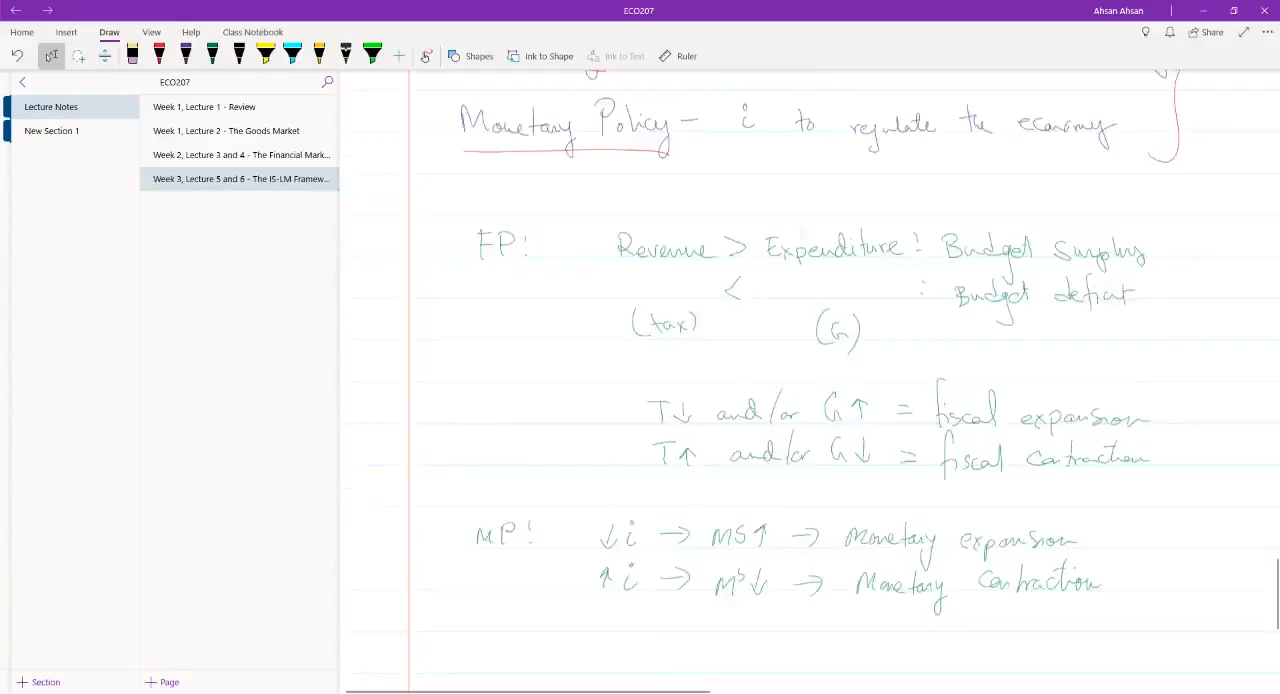 ECO207
Ahsan Ahsan
Home Insert Draw View Help Class Notebook
Share
Shapes Ink to Shape Ink to Text Ruler
ECO207
Lecture Notes
New Section 1
Week 1, Lecture 1 - Review
Week 1, Lecture 2 - The Goods Market
Week 2, Lecture 3 and 4 - The Financial Mark...
Week 3, Lecture 5 and 6 - The IS-LM Framew...
Monetary Policy - i to regulate the economy
FP: Revenue > Expenditure : Budget Surplus
< : Budget deficit
(tax) (G)
T↓ and/or G↑ = fiscal expansion
T↑ and/or G↓ = fiscal contraction
MP: ↓i → MS↑ → Monetary expansion
↑i → Mˢ↓ → Monetary contraction
+ Section
+ Page